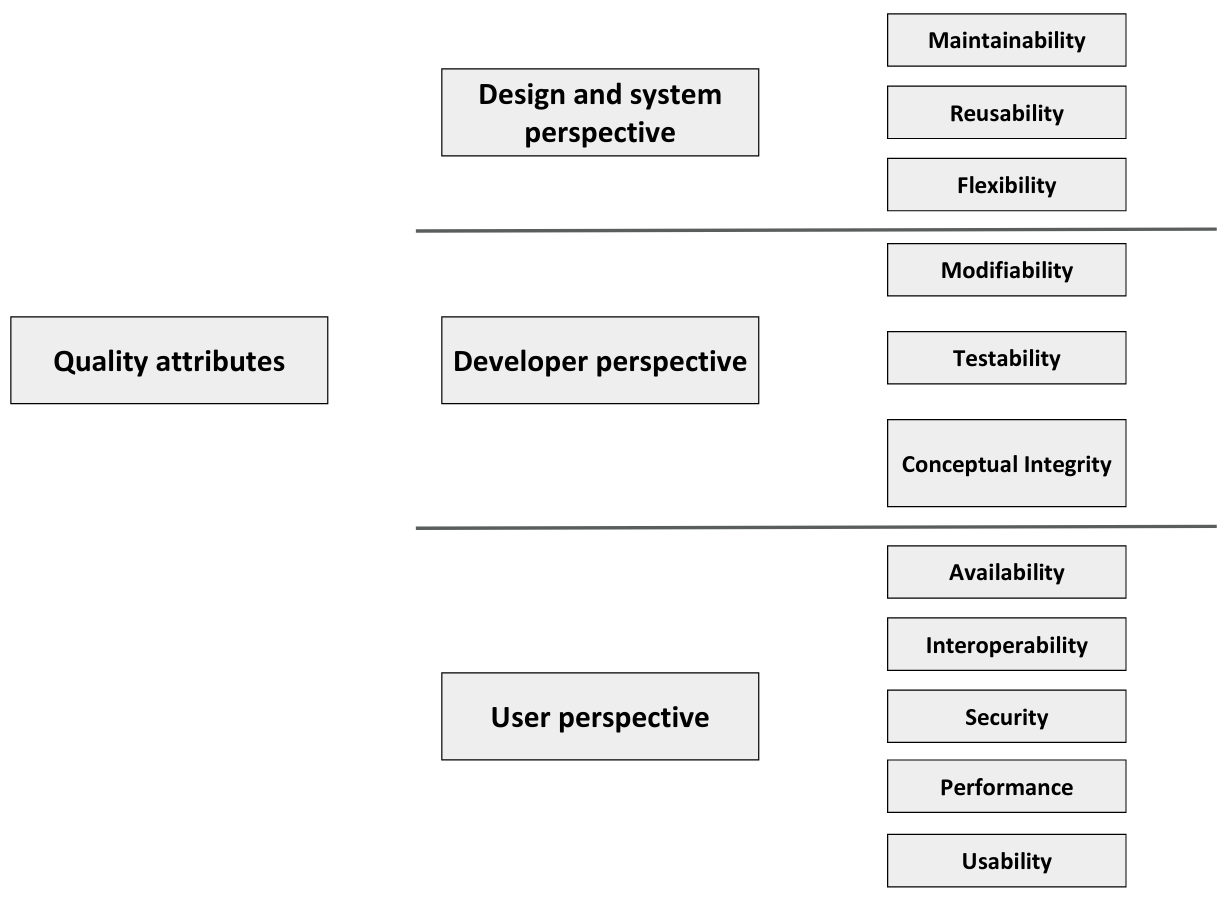 Quality attributes
Design and system
perspective
Maintainability
Reusability
Flexibility
Developer perspective
Modifiability
Testability
Conceptual Integrity
User perspective
Availability
Interoperability
Security
Performance
Usability